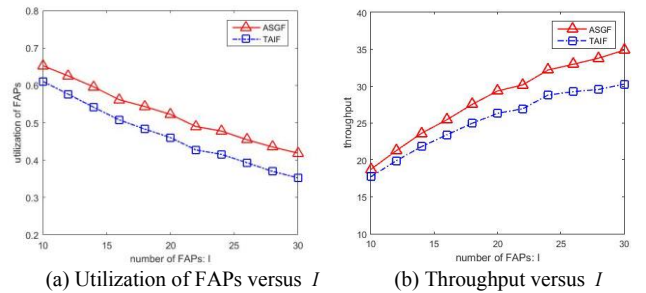 0.8
0.7
0.6
0.5
0.4
0.3
0.2
utilization of FAPs
ASGF
TAIF
10
15
20
25
30
number of FAPs: I
(a) Utilization of FAPs versus I
40
35
30
25
20
15
10
throughput
ASGF
TAIF
10
15
20
25
30
number of FAPs: I
(b) Throughput versus I